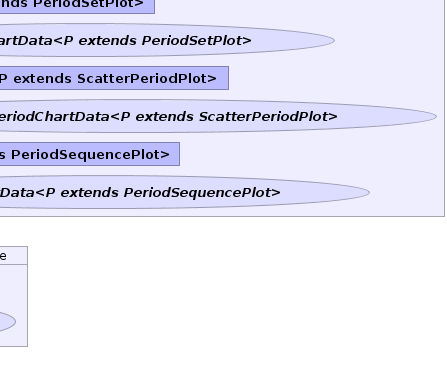 nds PeriodSetPlot>
artData<P extends PeriodSetPlot>
P extends ScatterPeriodPlot>
eriodChartData<P extends ScatterPeriodPlot>
s PeriodSequencePlot>
Data<P extends PeriodSequencePlot>
e